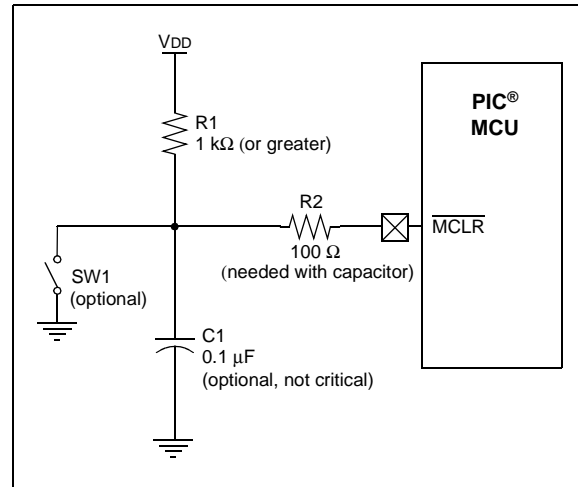 VDD
PIC®
MCU
R1
1 kΩ (or greater)
R2
MCLR
100 Ω
(needed with capacitor)
SW1
(optional)
C1
0.1 μF
(optional, not critical)